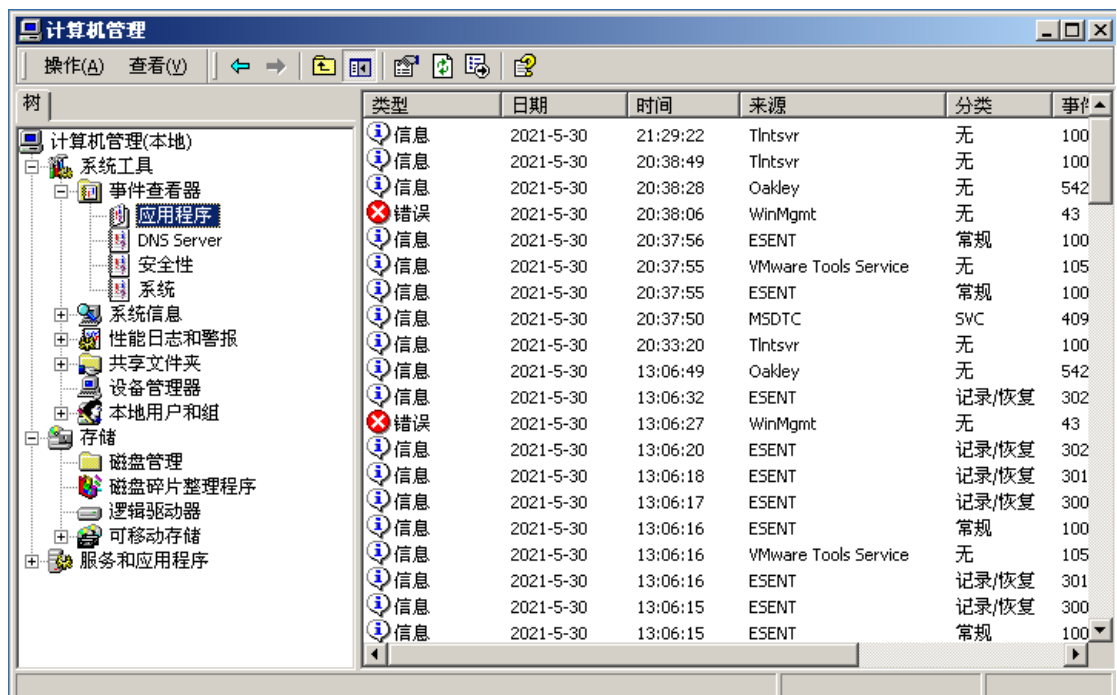 计算机管理
操作(A) 查看(V)
树
计算机管理(本地)
系统工具
事件查看器
应用程序
DNS Server
安全性
系统
系统信息
性能日志和警报
共享文件夹
设备管理器
本地用户和组
存储
磁盘管理
磁盘碎片整理程序
逻辑驱动器
可移动存储
服务和应用程序
类型 日期 时间 来源 分类 事件
信息 2021-5-30 21:29:22 Tlntsvr 无 100
信息 2021-5-30 20:38:49 Tlntsvr 无 100
信息 2021-5-30 20:38:28 Oakley 无 542
错误 2021-5-30 20:38:06 WinMgmt 无 43
信息 2021-5-30 20:37:56 ESENT 常规 100
信息 2021-5-30 20:37:55 VMware Tools Service 无 105
信息 2021-5-30 20:37:55 ESENT 常规 100
信息 2021-5-30 20:37:50 MSDTC SVC 409
信息 2021-5-30 20:33:20 Tlntsvr 无 100
信息 2021-5-30 13:06:49 Oakley 无 542
信息 2021-5-30 13:06:32 ESENT 记录/恢复 302
错误 2021-5-30 13:06:27 WinMgmt 无 43
信息 2021-5-30 13:06:20 ESENT 记录/恢复 302
信息 2021-5-30 13:06:18 ESENT 记录/恢复 301
信息 2021-5-30 13:06:17 ESENT 记录/恢复 300
信息 2021-5-30 13:06:16 ESENT 常规 100
信息 2021-5-30 13:06:16 VMware Tools Service 无 105
信息 2021-5-30 13:06:16 ESENT 记录/恢复 301
信息 2021-5-30 13:06:15 ESENT 记录/恢复 300
信息 2021-5-30 13:06:15 ESENT 常规 100